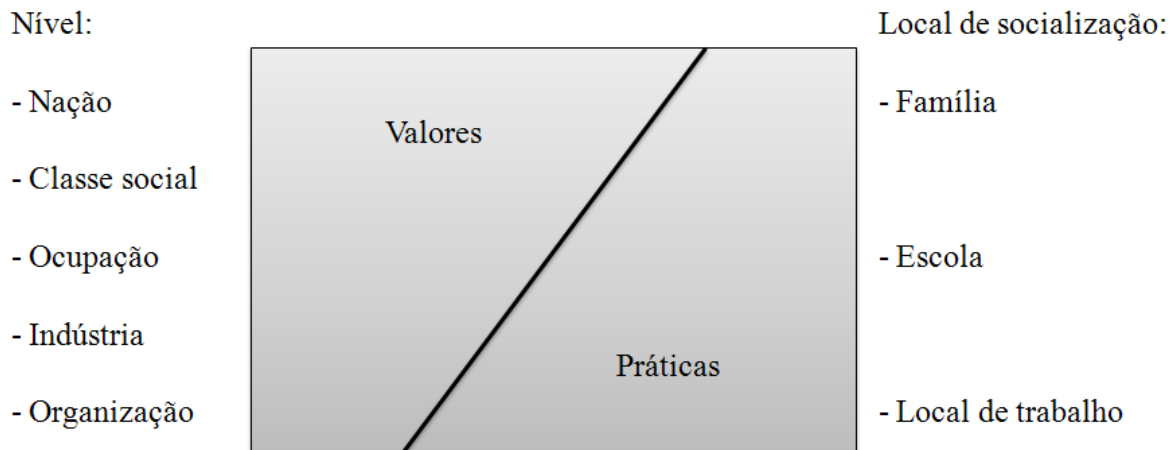 Nível:
Local de socialização:
- Nação
- Família
Valores
- Classe social
- Ocupação
- Escola
- Indústria
Práticas
- Organização
- Local de trabalho